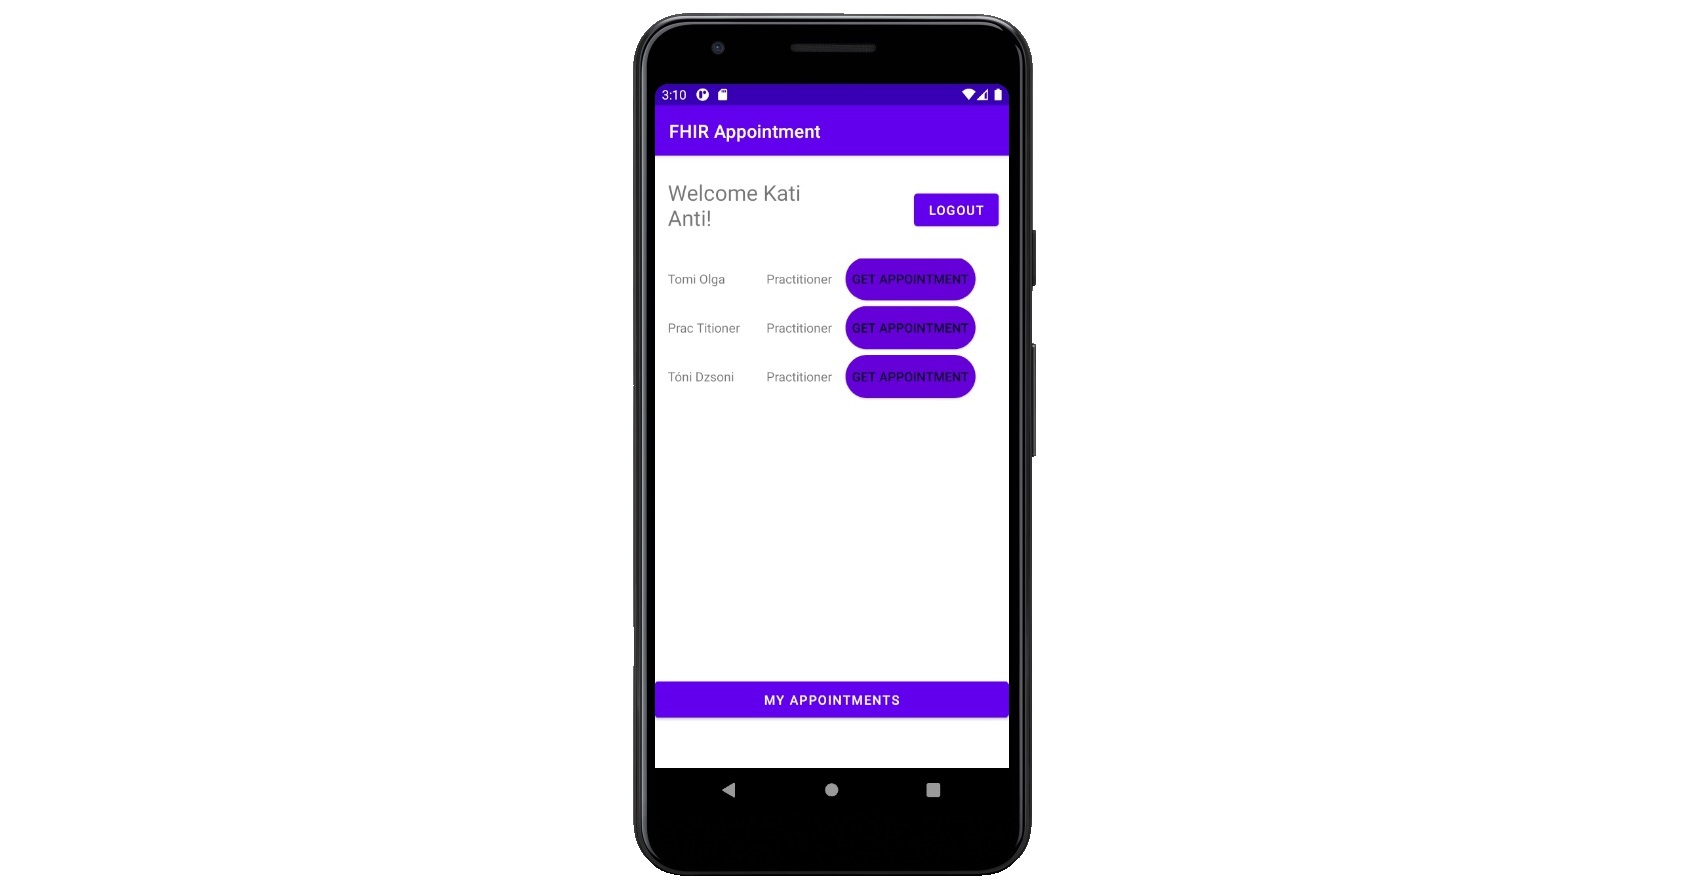 3:10
FHIR Appointment
Welcome Kati
Anti!
LOGOUT
Tomi Olga Practitioner GET APPOINTMENT
Prac Titioner Practitioner GET APPOINTMENT
Tóni Dzsoni Practitioner GET APPOINTMENT
MY APPOINTMENTS